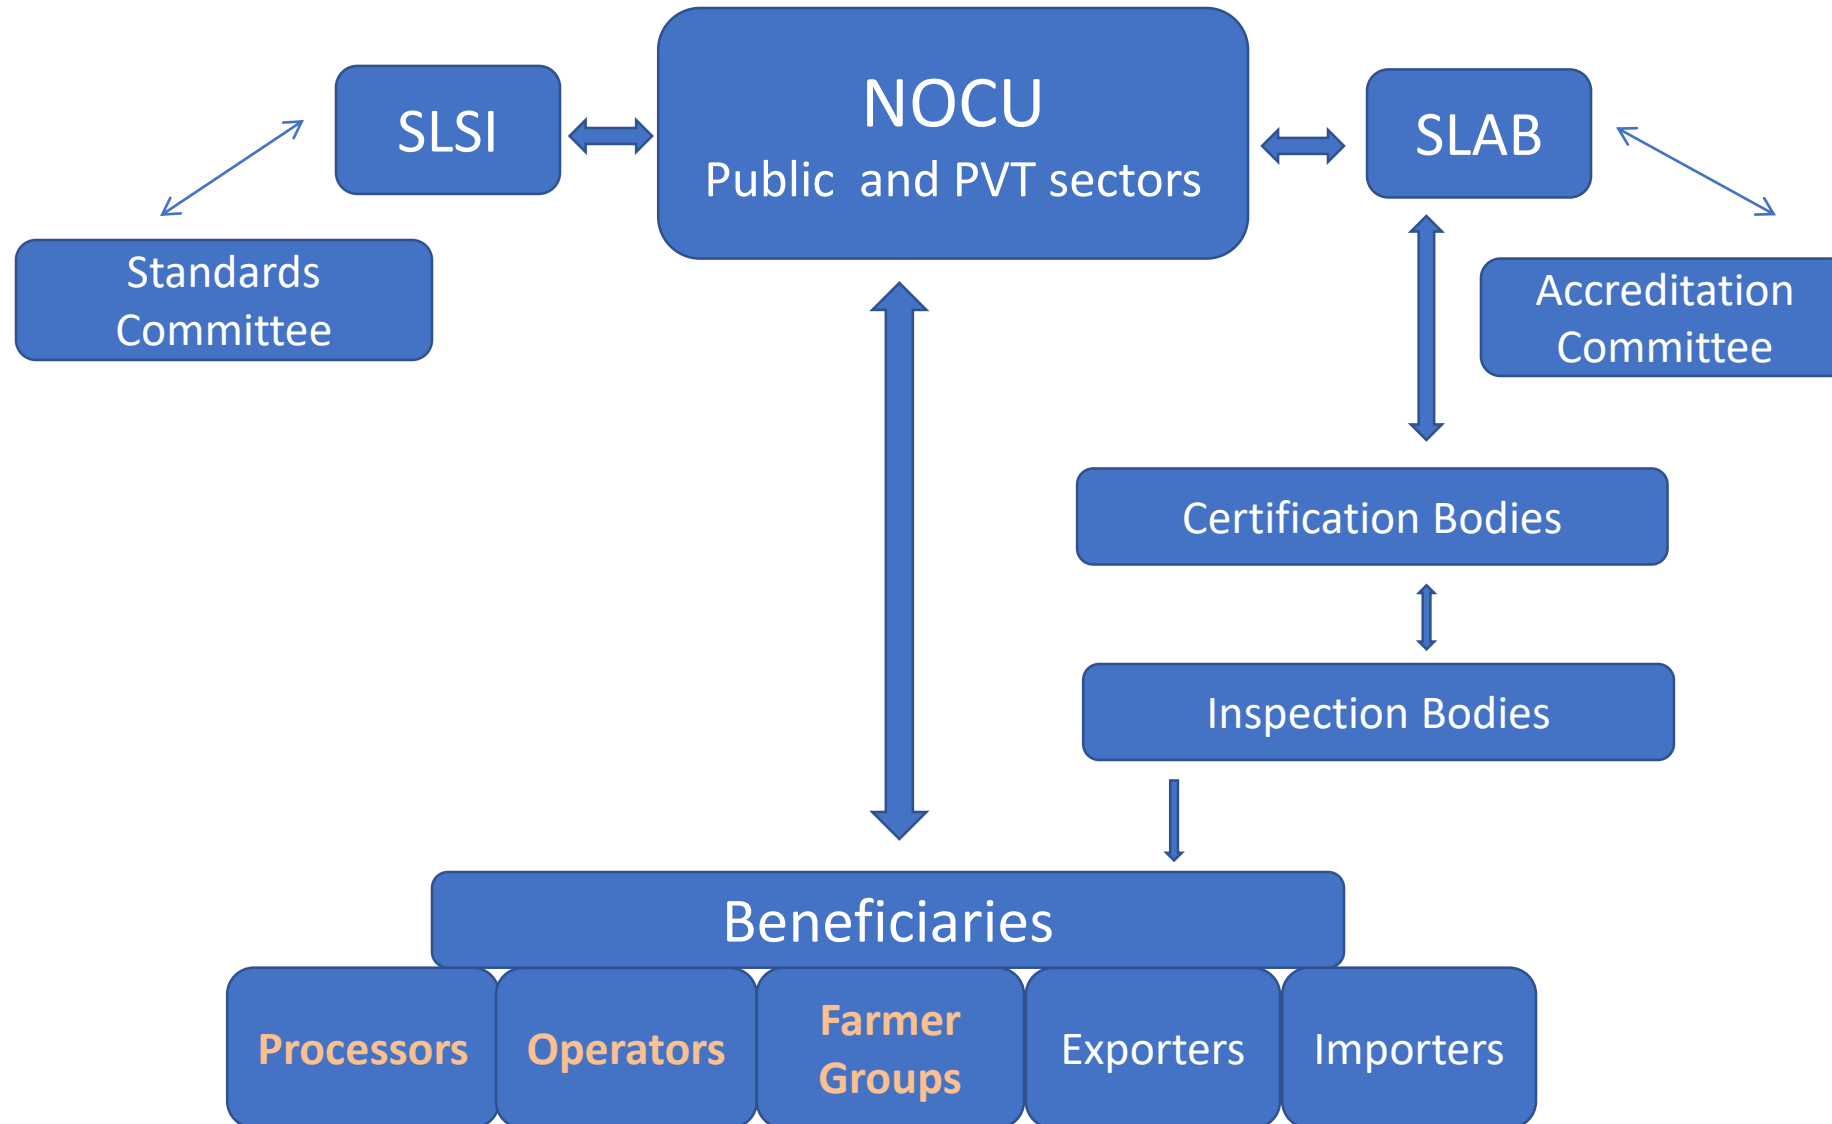 NOCU
Public and PVT sectors
SLSI
SLAB
Standards
Committee
Accreditation
Committee
Certification Bodies
Inspection Bodies
Beneficiaries
Processors
Operators
Farmer
Groups
Exporters
Importers